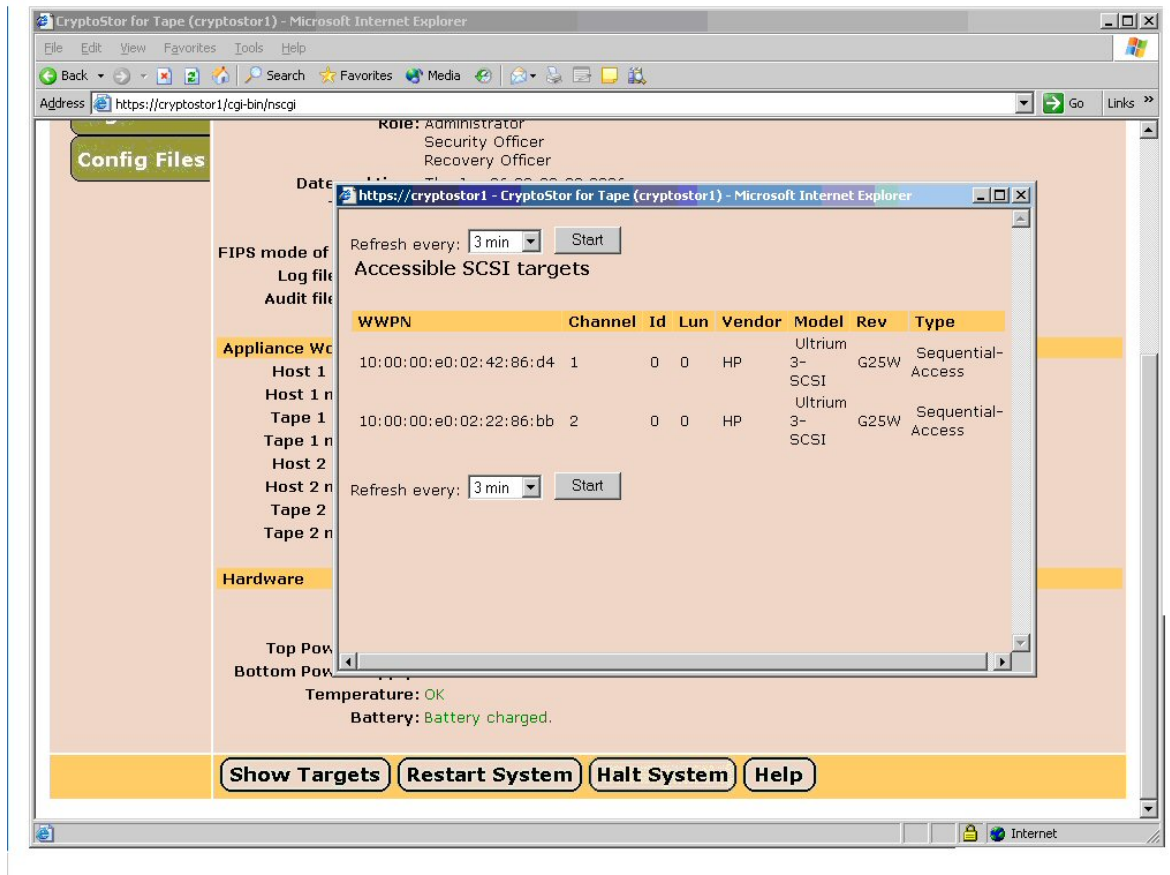 CryptoStor for Tape (cryptostor1) - Microsoft Internet Explorer
File Edit View Favorites Tools Help
Back Search Favorites Media
Address https://cryptostor1/cgi-bin/nscgi Go Links »
Role: Administrator
Security Officer
Recovery Officer
Config Files
Date
https://cryptostor1 - CryptoStor for Tape (cryptostor1) - Microsoft Internet Explorer
Refresh every: 3 min Start
Accessible SCSI targets
WWPN Channel Id Lun Vendor Model Rev Type
10:00:00:e0:02:42:86:d4 1 0 0 HP Ultrium 3-SCSI G25W Sequential-Access
10:00:00:e0:02:22:86:bb 2 0 0 HP Ultrium 3-SCSI G25W Sequential-Access
Refresh every: 3 min Start
FIPS mode of
Log file
Audit file
Appliance Wo
Host 1
Host 1 n
Tape 1
Tape 1 n
Host 2
Host 2 n
Tape 2
Tape 2 n
Hardware
Top Pow
Bottom Pow
Temperature: OK
Battery: Battery charged.
Show Targets Restart System Halt System Help
Internet